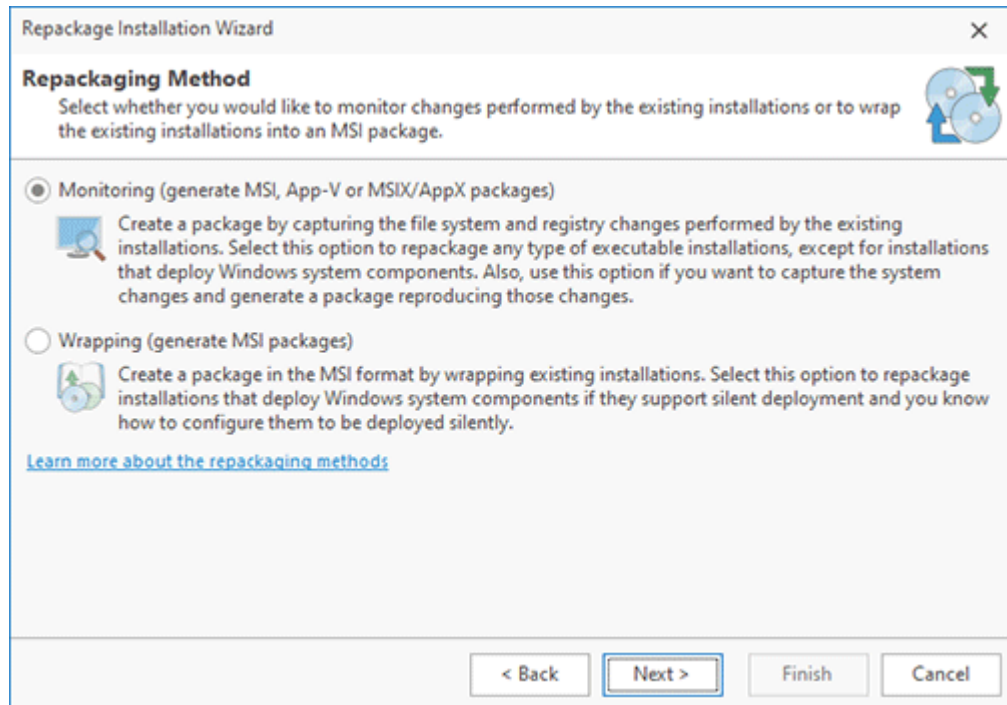 Repackage Installation Wizard
Repackaging Method
Select whether you would like to monitor changes performed by the existing installations or to wrap
the existing installations into an MSI package.
Monitoring (generate MSI, App-V or MSIX/AppX packages)
Create a package by capturing the file system and registry changes performed by the existing
installations. Select this option to repackage any type of executable installations, except for installations
that deploy Windows system components. Also, use this option if you want to capture the system
changes and generate a package reproducing those changes.
Wrapping (generate MSI packages)
Create a package in the MSI format by wrapping existing installations. Select this option to repackage
installations that deploy Windows system components if they support silent deployment and you know
how to configure them to be deployed silently.
Learn more about the repackaging methods
< Back Next > Finish Cancel